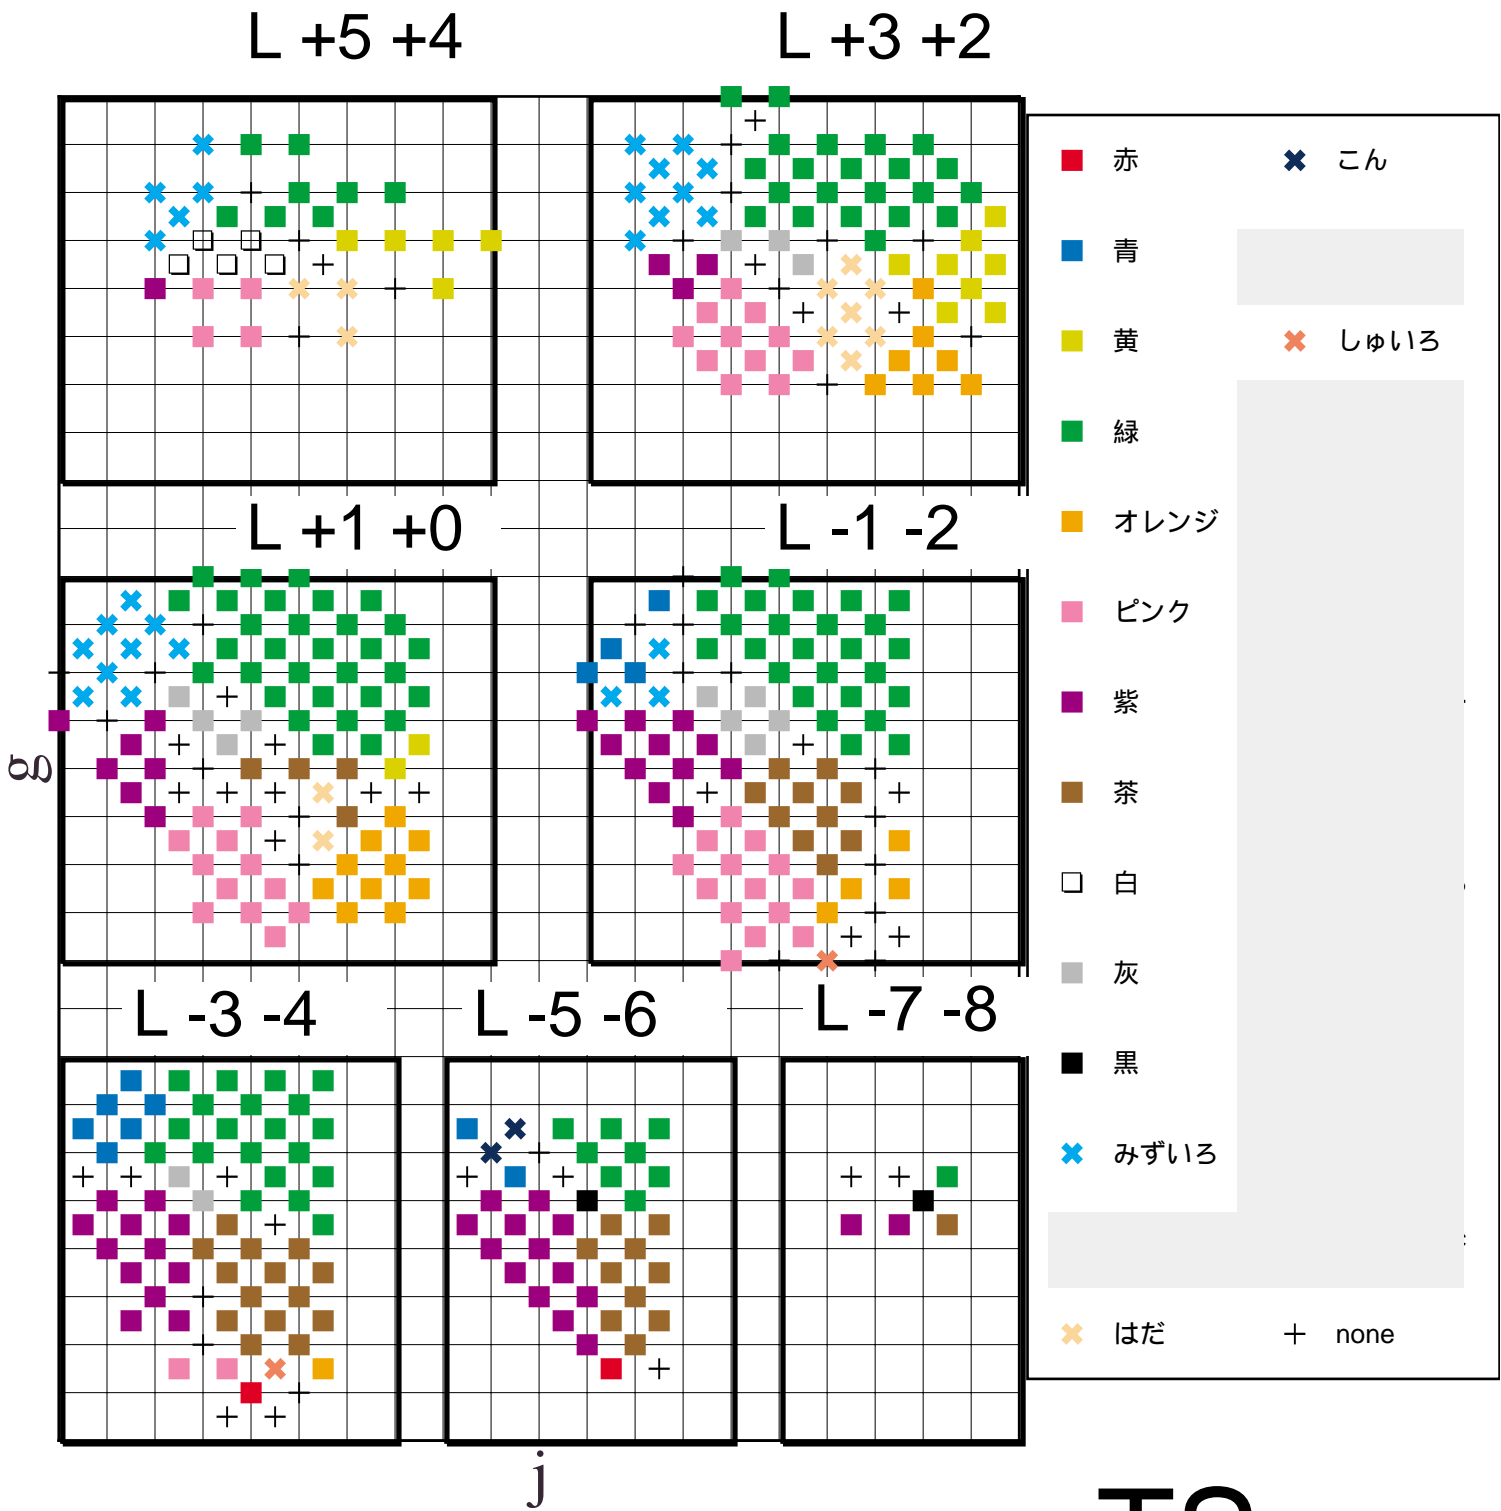 L +5 +4
L +3 +2
赤
こん
青
黄
しゅいろ
緑
オレンジ
L +1 +0
L -1 -2
ピンク
紫
g
茶
白
灰
L -3 -4
L -5 -6
L -7 -8
黒
みずいろ
はだ
none
j